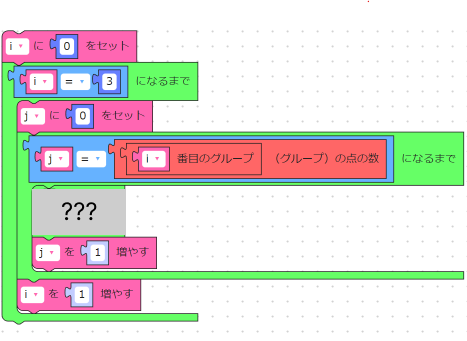 i に 0 をセット
i = 3 になるまで
j に 0 をセット
j = i 番目のグループ (グループ)の点の数 になるまで
???
j を 1 増やす
i を 1 増やす